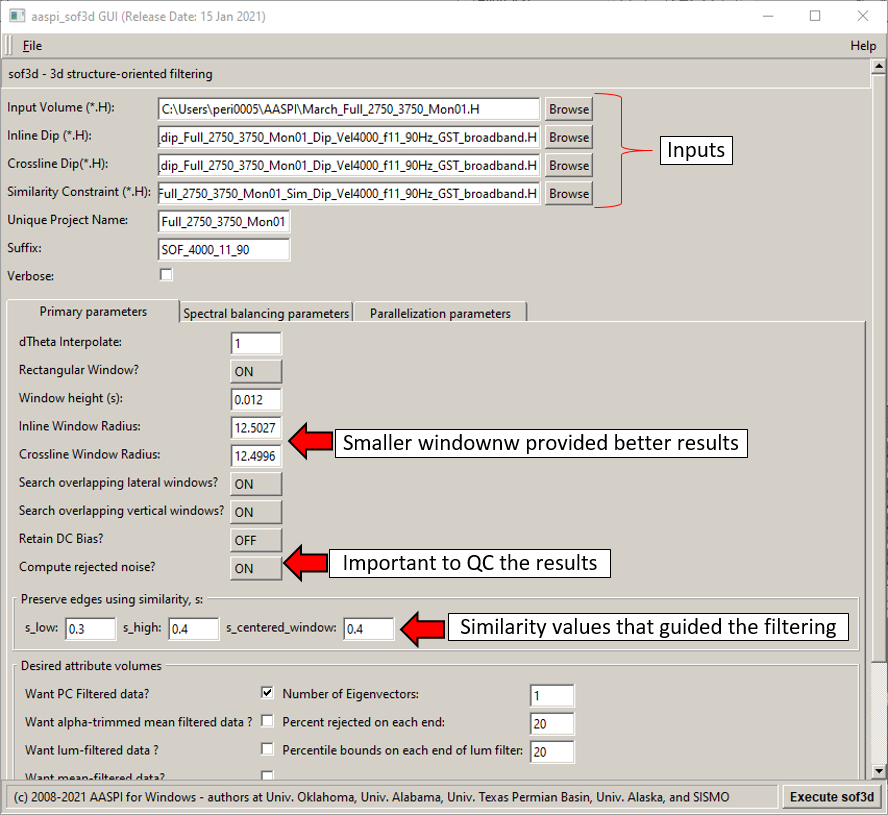 aaspi_sof3d GUI (Release Date: 15 Jan 2021)
File Help
sof3d - 3d structure-oriented filtering
Input Volume (*.H): C:\Users\peri0005\AASPI\March_Full_2750_3750_Mon01.H Browse
Inline Dip (*.H): _dip_Full_2750_3750_Mon01_Dip_Vel4000_f11_90Hz_GST_broadband.H Browse
Inputs
Crossline Dip(*.H): _dip_Full_2750_3750_Mon01_Dip_Vel4000_f11_90Hz_GST_broadband.H Browse
Similarity Constraint (*.H): Full_2750_3750_Mon01_Sim_Dip_Vel4000_f11_90Hz_GST_broadband.H Browse
Unique Project Name: Full_2750_3750_Mon01
Suffix: SOF_4000_11_90
Verbose:
Primary parameters Spectral balancing parameters Parallelization parameters
dTheta Interpolate: 1
Rectangular Window? ON
Window height (s): 0.012
Inline Window Radius: 12.5027
Smaller windownw provided better results
Crossline Window Radius: 12.4996
Search overlapping lateral windows? ON
Search overlapping vertical windows? ON
Retain DC Bias? OFF
Important to QC the results
Compute rejected noise? ON
Preserve edges using similarity, s:
s_low: 0.3 s_high: 0.4 s_centered_window: 0.4
Similarity values that guided the filtering
Desired attribute volumes
Want PC Filtered data? Number of Eigenvectors: 1
Want alpha-trimmed mean filtered data ? Percent rejected on each end: 20
Want lum-filtered data ? Percentile bounds on each end of lum filter: 20
Want mean-filtered data?
(c) 2008-2021 AASPI for Windows - authors at Univ. Oklahoma, Univ. Alabama, Univ. Texas Permian Basin, Univ. Alaska, and SISMO Execute sof3d